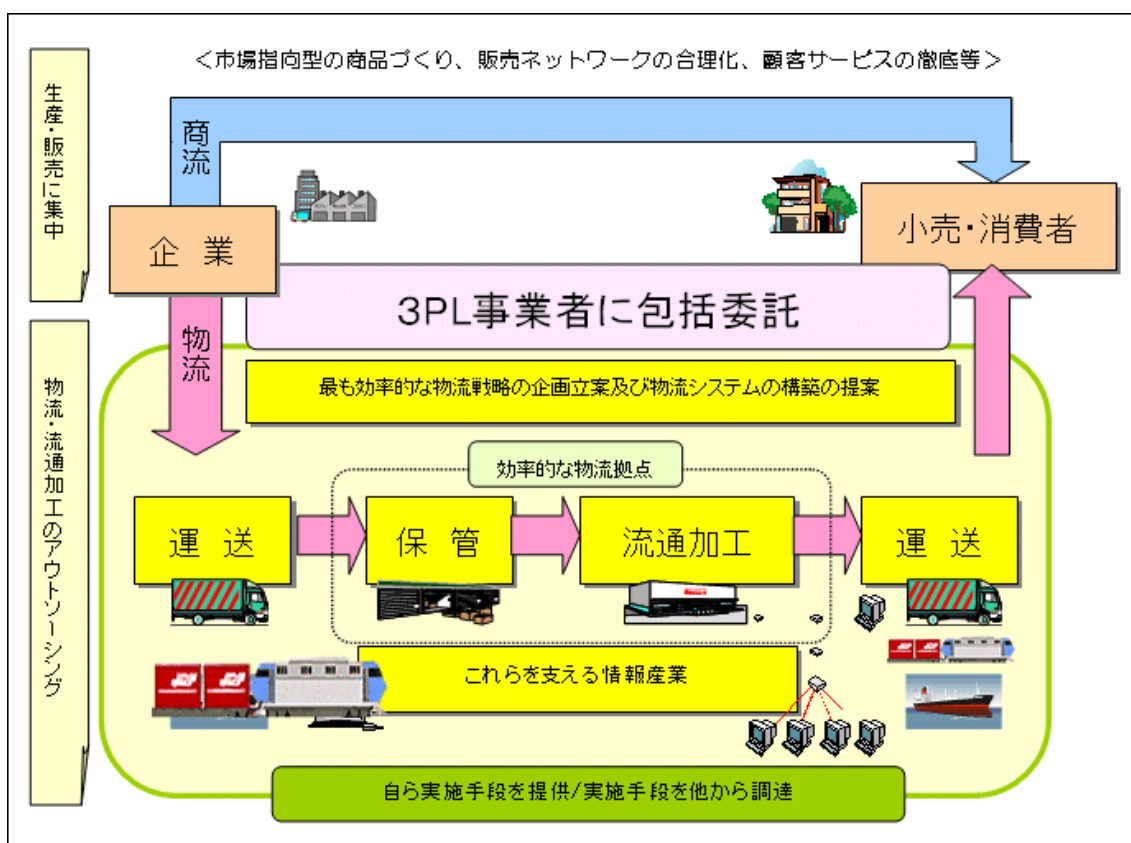 ＜市場指向型の商品づくり、販売ネットワークの合理化、顧客サービスの徹底等＞
生産・販売に集中
商流
企 業
小売・消費者
3PL事業者に包括委託
物流
最も効率的な物流戦略の企画立案及び物流システムの構築の提案
物流・流通加工のアウトソーシング
効率的な物流拠点
運 送
保 管
流通加工
運 送
これらを支える情報産業
自ら実施手段を提供/実施手段を他から調達